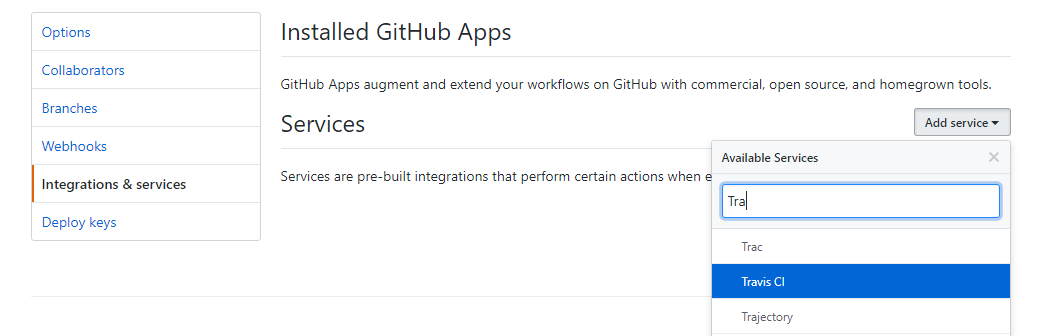 Options
Collaborators
Branches
Webhooks
Integrations & services
Deploy keys
Installed GitHub Apps
GitHub Apps augment and extend your workflows on GitHub with commercial, open source, and homegrown tools.
Services
Add service
Services are pre-built integrations that perform certain actions when e
Available Services
Tra
Trac
Travis CI
Trajectory